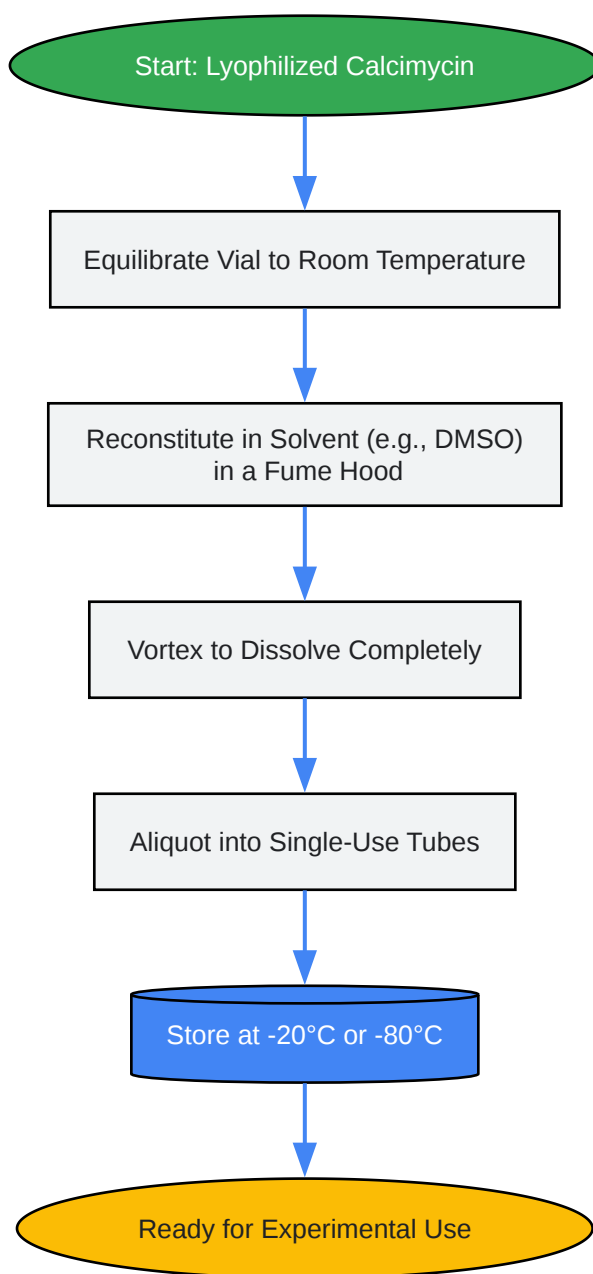 Start: Lyophilized Calcimycin
Equilibrate Vial to Room Temperature
Reconstitute in Solvent (e.g., DMSO)
in a Fume Hood
Vortex to Dissolve Completely
Aliquot into Single-Use Tubes
Store at -20°C or -80°C
Ready for Experimental Use